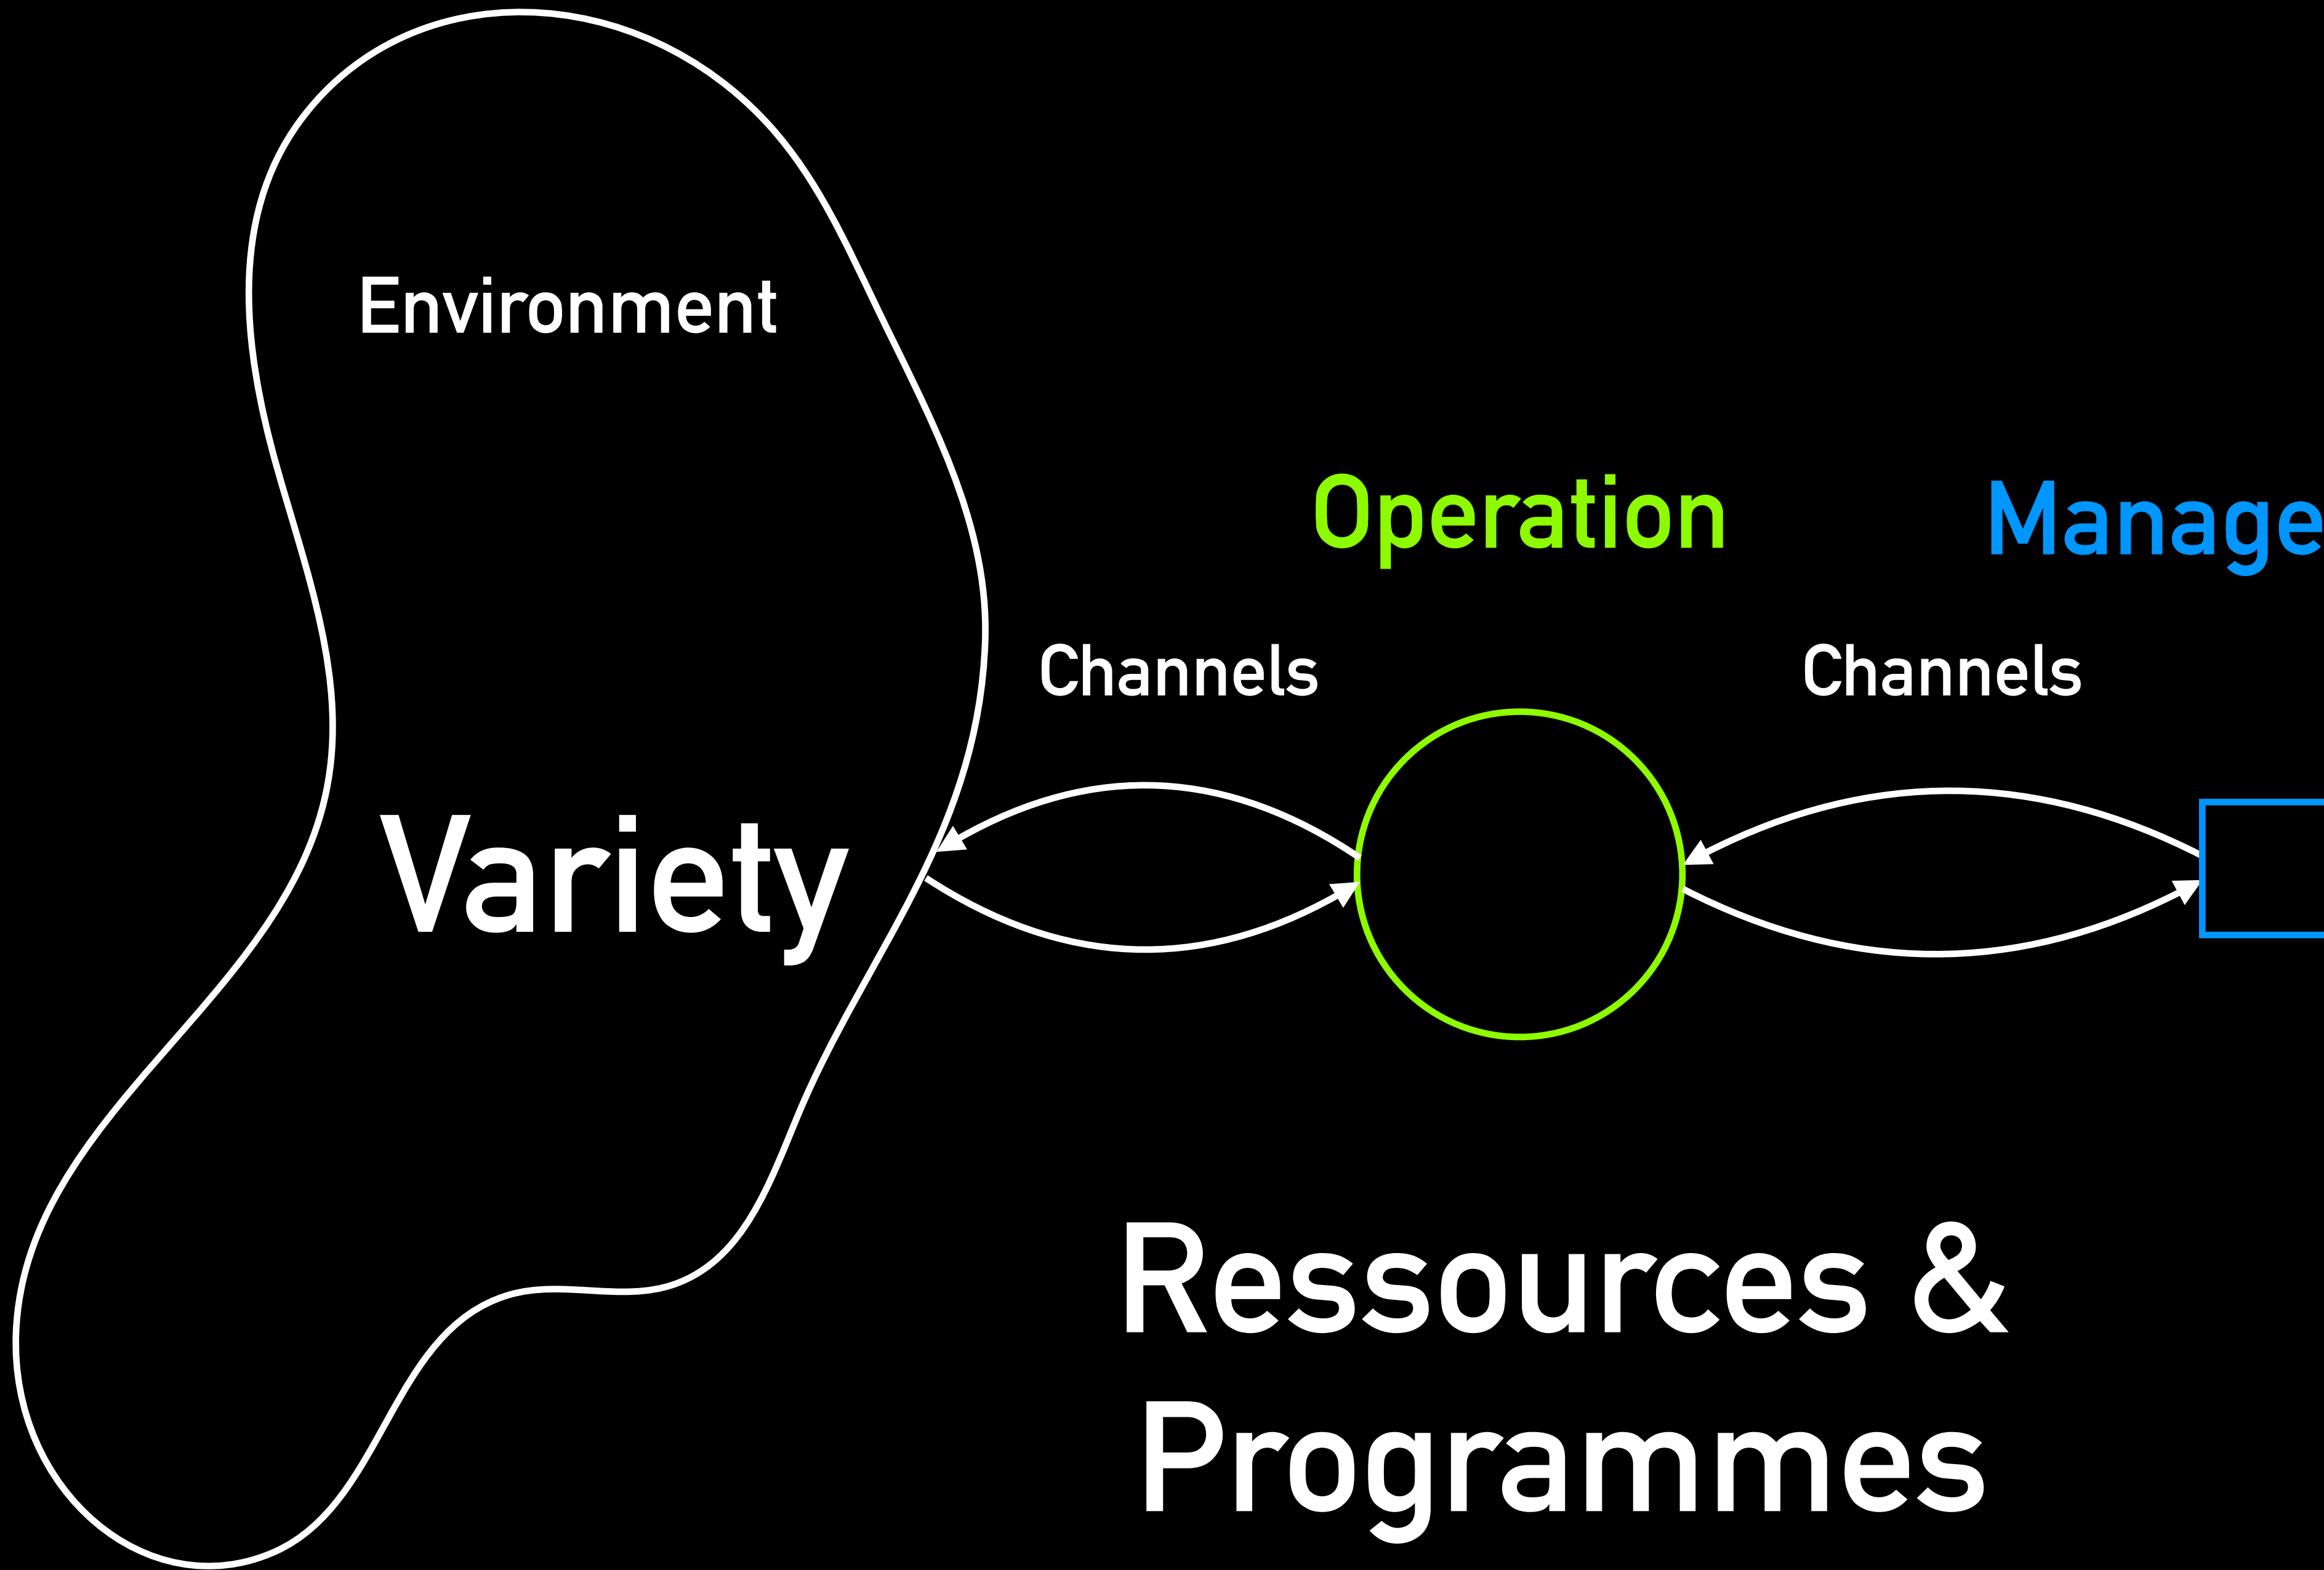 Environment
Operation
Manage
Channels
Channels
Variety
Ressources &
Programmes